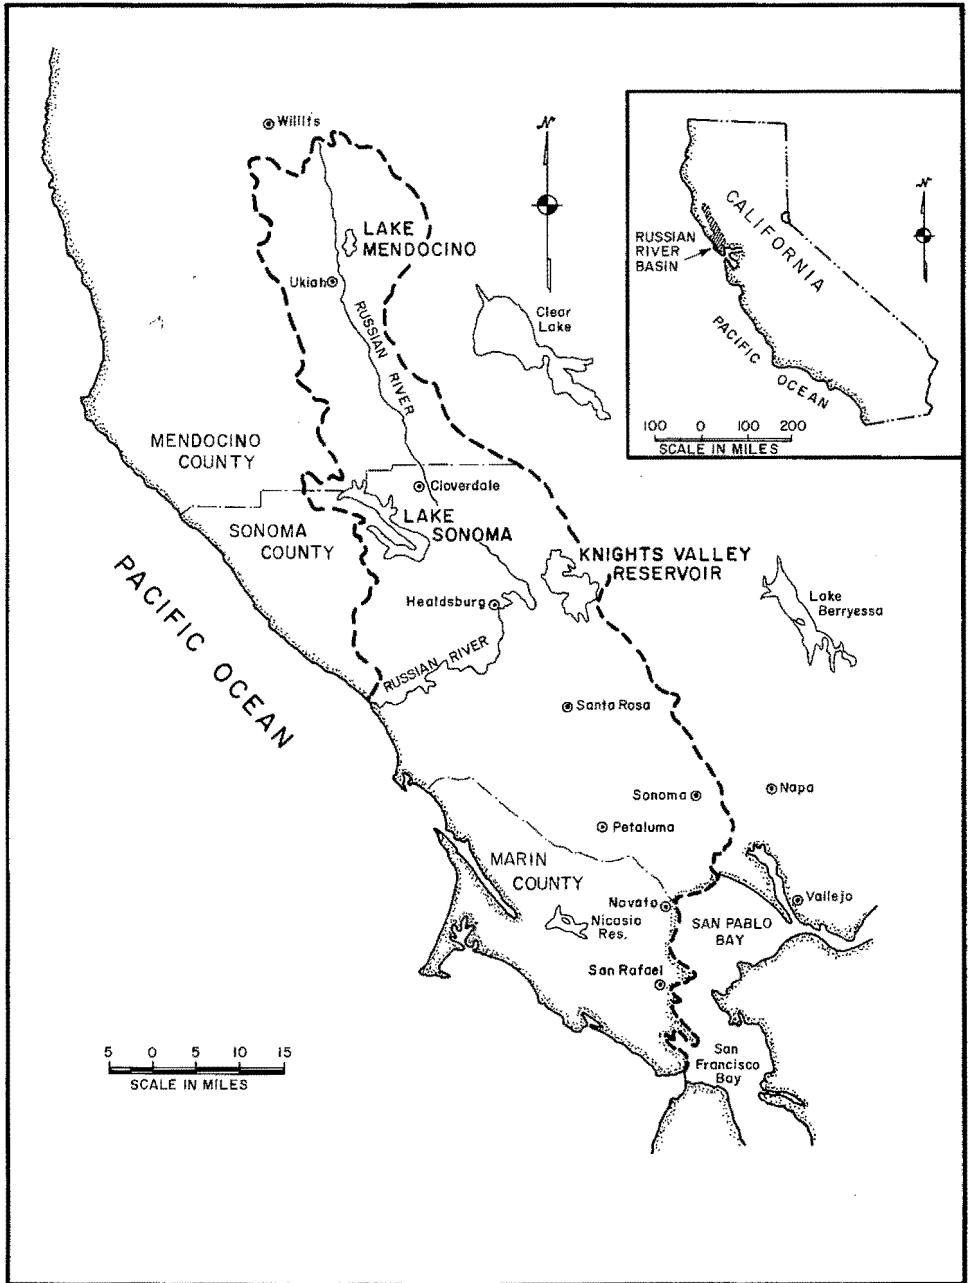 Willits
N
LAKE
MENDOCINO
Ukiah
RUSSIAN RIVER
Clear
Lake
N
CALIFORNIA
RUSSIAN
RIVER
BASIN
PACIFIC OCEAN
100 0 100 200
SCALE IN MILES
MENDOCINO
COUNTY
Cloverdale
LAKE
SONOMA
SONOMA
COUNTY
KNIGHTS VALLEY
RESERVOIR
PACIFIC OCEAN
Healdsburg
Lake
Berryessa
RUSSIAN RIVER
Santa Rosa
Sonoma
Napa
Petaluma
MARIN
COUNTY
Novato
Vallejo
Nicasio
Res.
SAN PABLO
BAY
San Rafael
San
Francisco
Bay
5 0 5 10 15
SCALE IN MILES